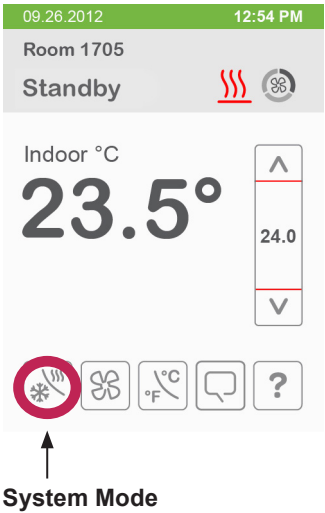 09.26.2012 12:54 PM
Room 1705
Standby
Indoor °C
23.5°
24.0
°F °C ?
System Mode